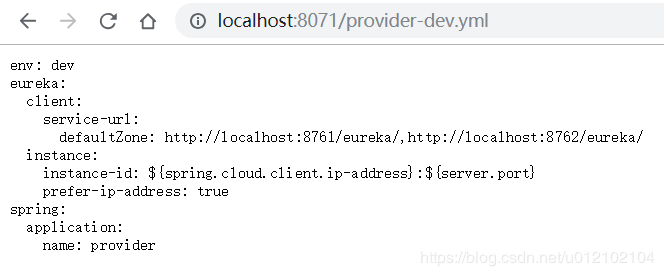 localhost:8071/provider-dev.yml
env: dev
eureka:
  client:
    service-url:
      defaultZone: http://localhost:8761/eureka/,http://localhost:8762/eureka/
  instance:
    instance-id: ${spring.cloud.client.ip-address}:${server.port}
    prefer-ip-address: true
spring:
  application:
    name: provider
https://blog.csdn.net/u012102104